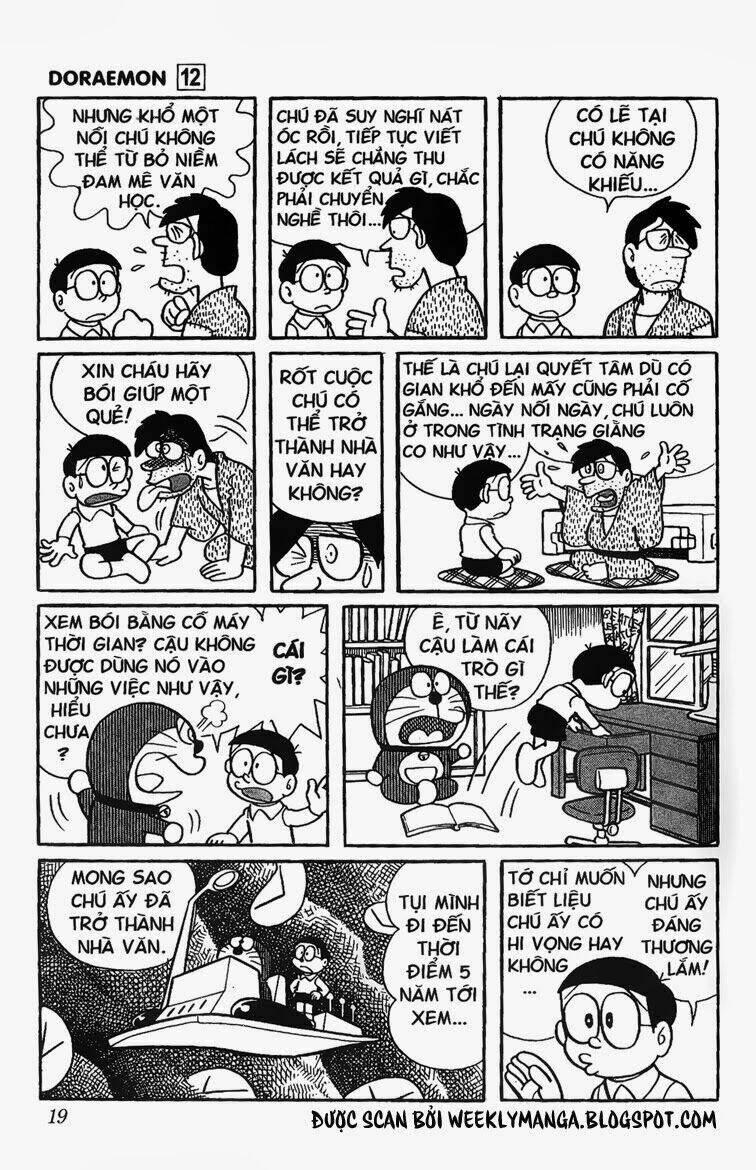 DORAEMON 12
CÓ LẼ TẠI
CHÚ KHÔNG
CÓ NĂNG
KHIẾU...
CHÚ ĐÃ SUY NGHĨ NÁT
ÓC RỒI, TIẾP TỤC VIẾT
LÁCH SẼ CHẲNG THU
ĐƯỢC KẾT QUẢ GÌ, CHẮC
PHẢI CHUYỂN
NGHỀ THÔI...
NHƯNG KHỔ MỘT
NỖI CHÚ KHÔNG
THỂ TỪ BỎ NIỀM
ĐAM MÊ VĂN
HỌC.
THẾ LÀ CHÚ LẠI QUYẾT TÂM DÙ CÓ
GIAN KHỔ ĐẾN MẤY CŨNG PHẢI CỐ
GẮNG... NGÀY NỐI NGÀY, CHÚ LUÔN
Ở TRONG TÌNH TRẠNG GIẰNG
CO NHƯ VẬY...
RỐT CUỘC
CHÚ CÓ
THỂ TRỞ
THÀNH NHÀ
VĂN HAY
KHÔNG?
XIN CHÁU HÃY
BÓI GIÚP MỘT
QUẺ!
Ê, TỪ NÃY
CẬU LÀM CÁI
TRÒ GÌ
THẾ?
CÁI
GÌ?
XEM BÓI BẰNG CỖ MÁY
THỜI GIAN? CẬU KHÔNG
ĐƯỢC DÙNG NÓ VÀO
NHỮNG VIỆC NHƯ VẬY,
HIỂU
CHƯA
?
NHƯNG
CHÚ ẤY
ĐÁNG
THƯƠNG
LẮM!
TỚ CHỈ MUỐN
BIẾT LIỆU
CHÚ ẤY CÓ
HI VỌNG HAY
KHÔNG
...
TỤI MÌNH
ĐI ĐẾN
THỜI
ĐIỂM 5
NĂM TỚI
XEM...
MONG SAO
CHÚ ẤY ĐÃ
TRỞ THÀNH
NHÀ VĂN.
19
ĐƯỢC SCAN BỞI WEEKLYMANGA.BLOGSPOT.COM